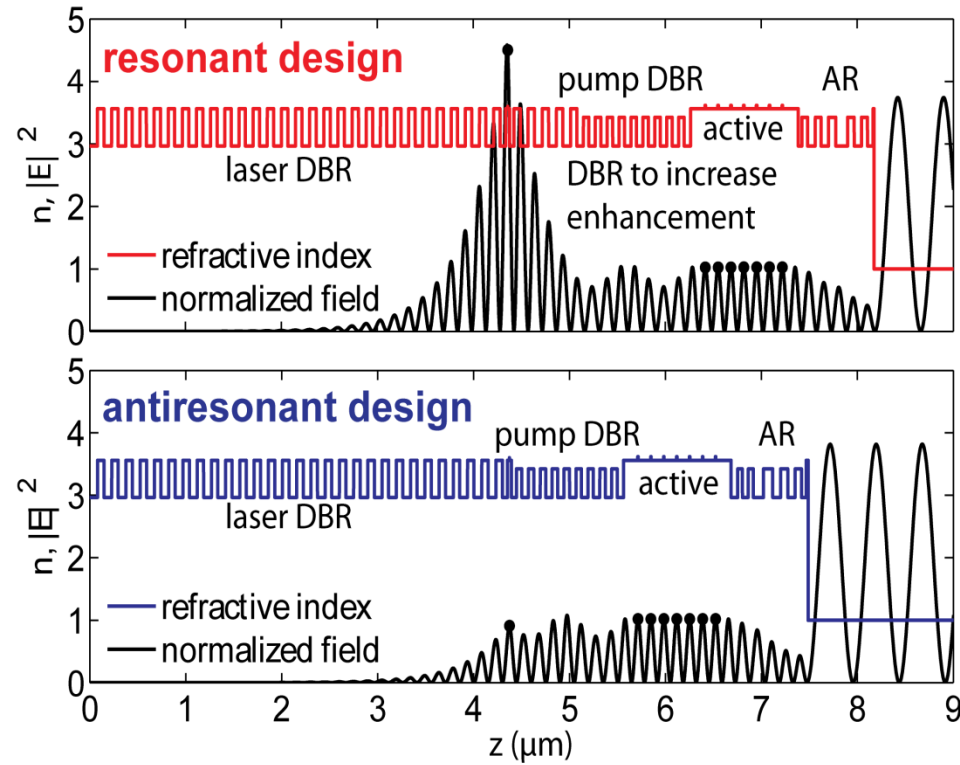 5
4
3
2
1
0
n, |E| 2
resonant design
pump DBR
AR
active
laser DBR
DBR to increase
enhancement
refractive index
normalized field
5
4
3
2
1
0
n, |E| 2
antiresonant design
pump DBR
AR
active
laser DBR
refractive index
normalized field
0 1 2 3 4 5 6 7 8 9
z (μm)